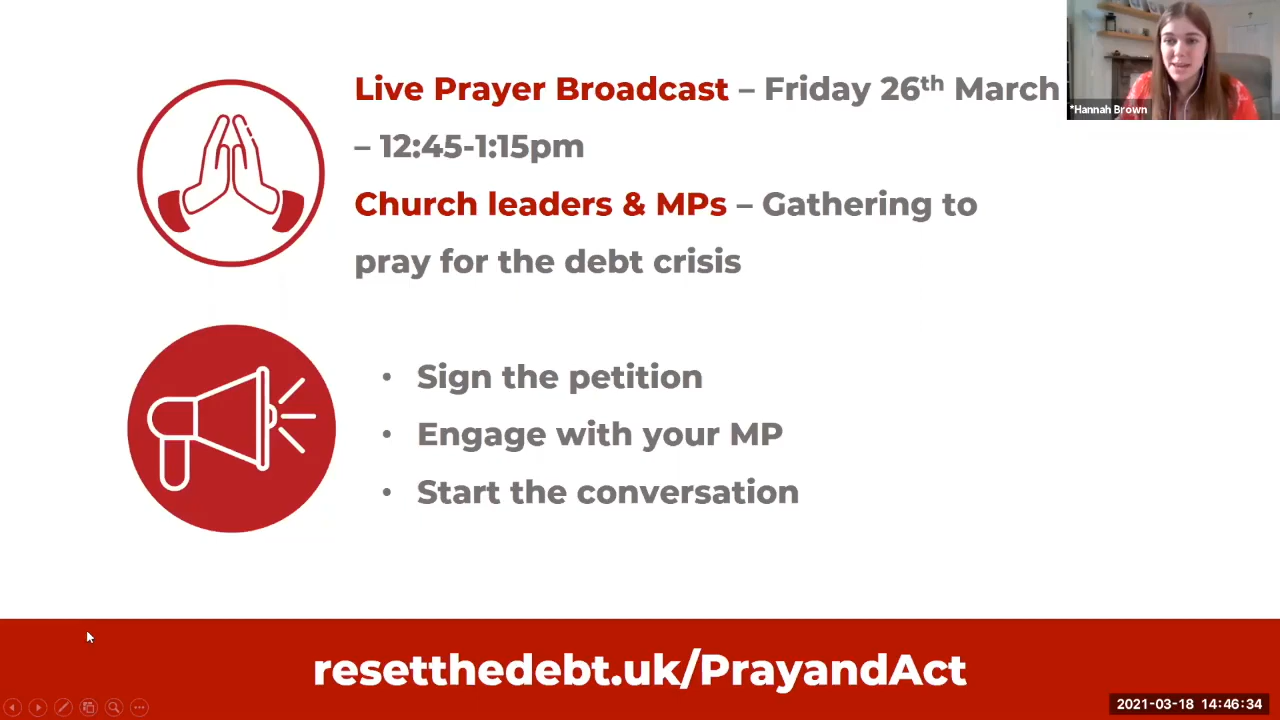 Live Prayer Broadcast – Friday 26th March
– 12:45-1:15pm
Church leaders & MPs – Gathering to
pray for the debt crisis
• Sign the petition
• Engage with your MP
• Start the conversation
resetthedebt.uk/PrayandAct
*Hannah Brown
2021-03-18 14:46:34